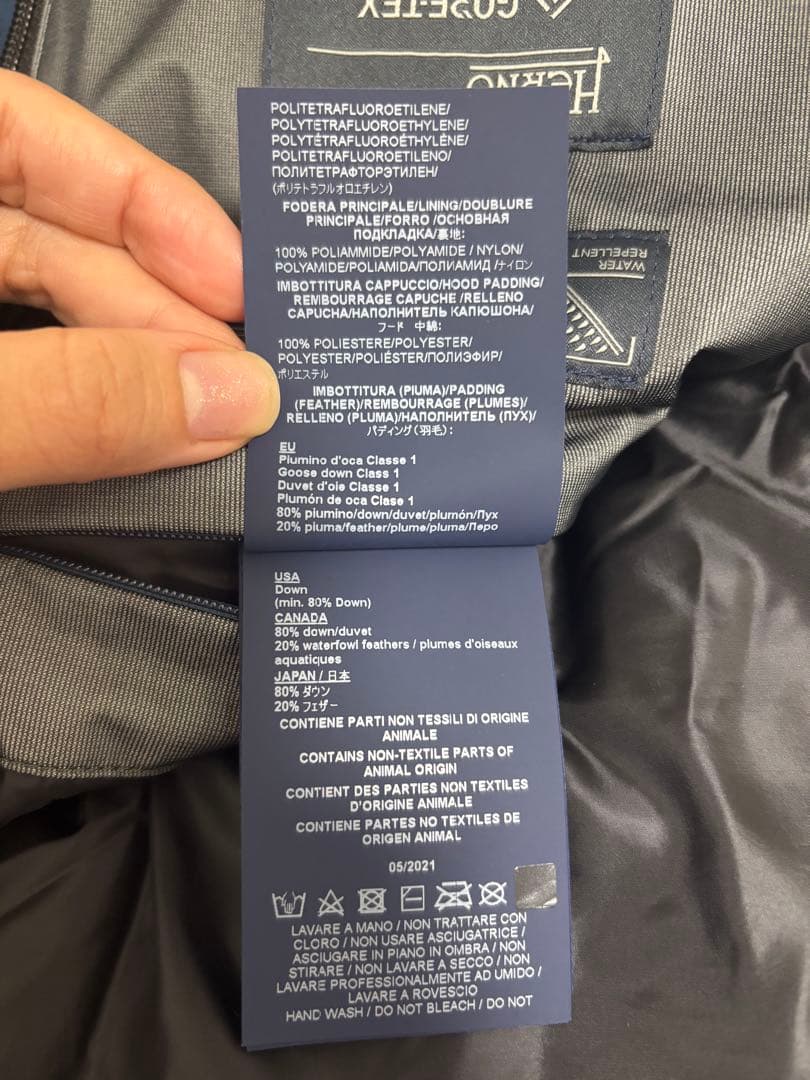 GORE-TEX
HERNO
WATER
REPELLENT
POLITETRAFLUOROETILENE/
POLYTETRAFLUOROETHYLENE/
POLYTÉTRAFLUOROÉTHYLÈNE/
POLITETRAFLUOROETILENO/
ПОЛИТЕТРАФТОРЭТИЛЕН/
(ポリテトラフルオロエチレン)
FODERA PRINCIPALE/LINING/DOUBLURE
PRINCIPALE/FORRO /ОСНОВНАЯ
ПОДКЛАДКА/裏地:
100% POLIAMMIDE/POLYAMIDE / NYLON/
POLYAMIDE/POLIAMIDA/ПОЛИАМИД /ナイロン
IMBOTTITURA CAPPUCCIO/HOOD PADDING/
REMBOURRAGE CAPUCHE /RELLENO
CAPUCHA/НАПОЛНИТЕЛЬ КАПЮШОНА/
フード 中綿:
100% POLIESTERE/POLYESTER/
POLYESTER/POLIÉSTER/ПОЛИЭФИР/
ポリエステル
IMBOTTITURA (PIUMA)/PADDING
(FEATHER)/REMBOURRAGE (PLUMES)/
RELLENO (PLUMA)/НАПОЛНИТЕЛЬ (ПУХ)/
パディング(羽毛):
EU
Piumino d'oca Classe 1
Goose down Class 1
Duvet d'oie Classe 1
Plumón de oca Clase 1
80% piumino/down/duvet/plumón/Пух
20% piuma/feather/plume/pluma/Перо
USA
Down
(min. 80% Down)
CANADA
80% down/duvet
20% waterfowl feathers / plumes d'oiseaux
aquatiques
JAPAN / 日本
80% ダウン
20% フェザー
CONTIENE PARTI NON TESSILI DI ORIGINE
ANIMALE
CONTAINS NON-TEXTILE PARTS OF
ANIMAL ORIGIN
CONTIENT DES PARTIES NON TEXTILES
D'ORIGINE ANIMALE
CONTIENE PARTES NO TEXTILES DE
ORIGEN ANIMAL
05/2021
LAVARE A MANO / NON TRATTARE CON
CLORO / NON USARE ASCIUGATRICE /
ASCIUGARE IN PIANO IN OMBRA / NON
STIRARE / NON LAVARE A SECCO / NON
LAVARE PROFESSIONALMENTE AD UMIDO /
LAVARE A ROVESCIO
HAND WASH / DO NOT BLEACH / DO NOT